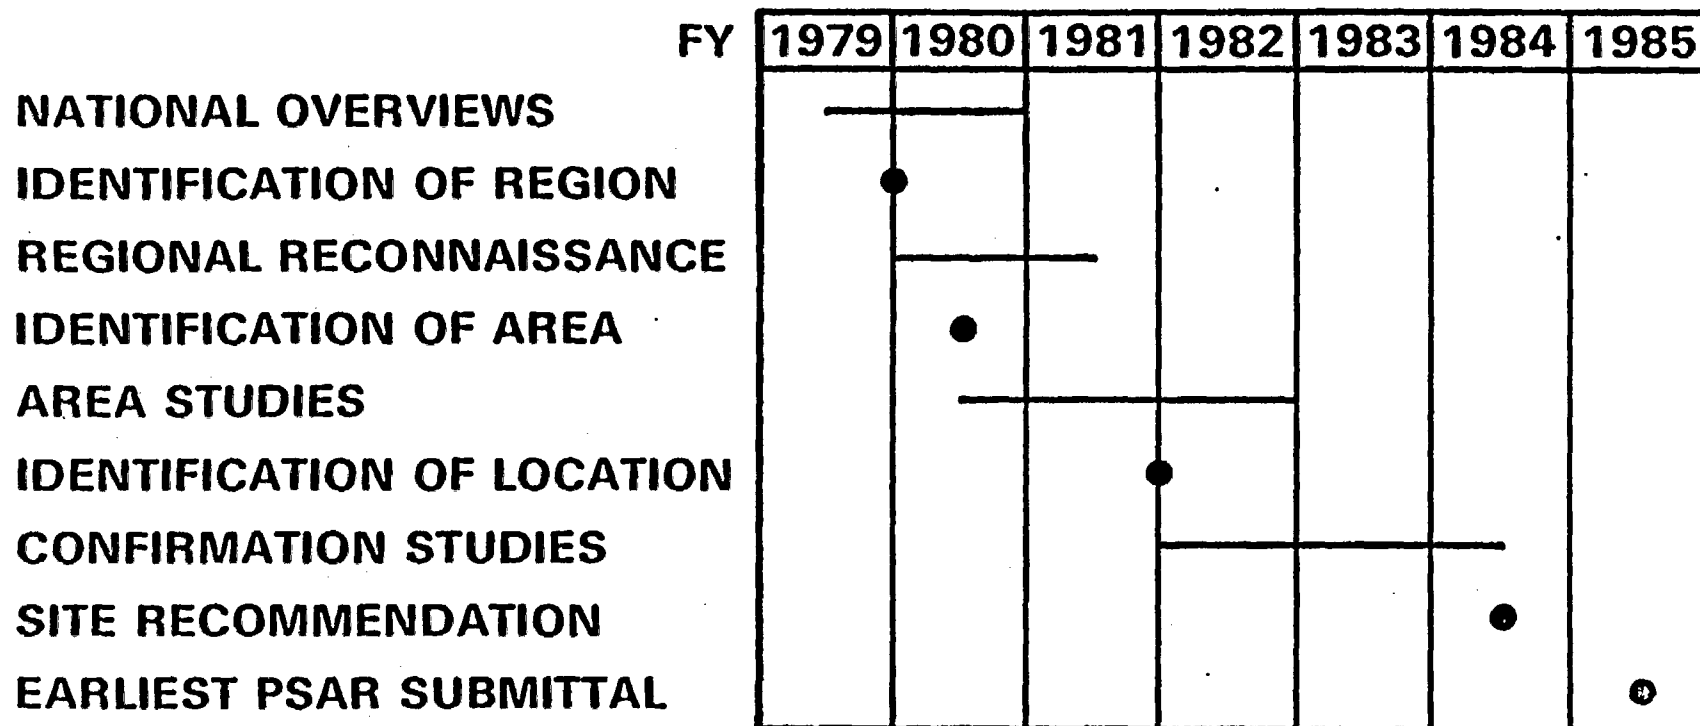 FY 1979 1980 1981 1982 1983 1984 1985
NATIONAL OVERVIEWS
IDENTIFICATION OF REGION
REGIONAL RECONNAISSANCE
IDENTIFICATION OF AREA
AREA STUDIES
IDENTIFICATION OF LOCATION
CONFIRMATION STUDIES
SITE RECOMMENDATION
EARLIEST PSAR SUBMITTAL